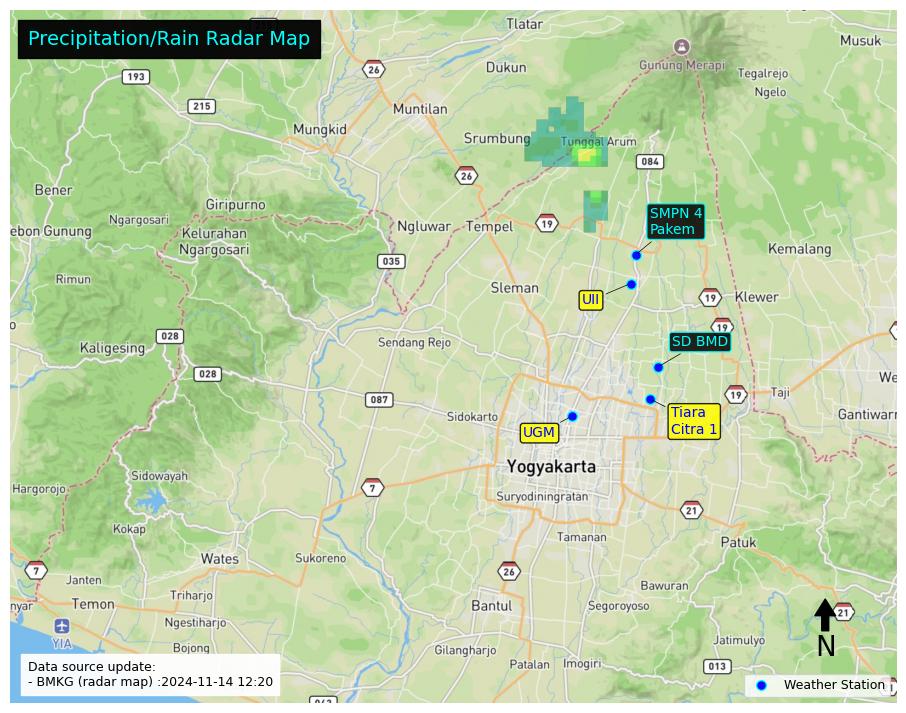 Precipitation/Rain Radar Map
Tlatar
Musuk
26
Dukun
Gunung Merapi
Tegalrejo
193
Ngelo
215
Muntilan
Mungkid
Srumbung
Tunggal Arum
084
26
Bener
Giripurno
SMPN 4
Pakem
Ngargosari
Ngluwar
Tempel
19
ebon Gunung
Kelurahan
Ngargosari
Kemalang
035
Rimun
Sleman
UII
19
Klewer
19
028
Kaligesing
Sendang Rejo
SD BMD
028
We
Taji
087
19
Sidokarto
Tiara
Citra 1
Gantiwarn
UGM
Yogyakarta
Sidowayah
Hargorojo
7
Suryodiningratan
21
Kokap
Tamanan
Patuk
Wates
Sukoreno
7
26
Janten
Bawuran
nyar
Temon
Triharjo
Bantul
Segoroyoso
21
Ngestiharjo
YIA
N
Bojong
Gilangharjo
Jatimulyo
Patalan
Imogiri
013
Data source update:
- BMKG (radar map) :2024-11-14 12:20
Weather Station